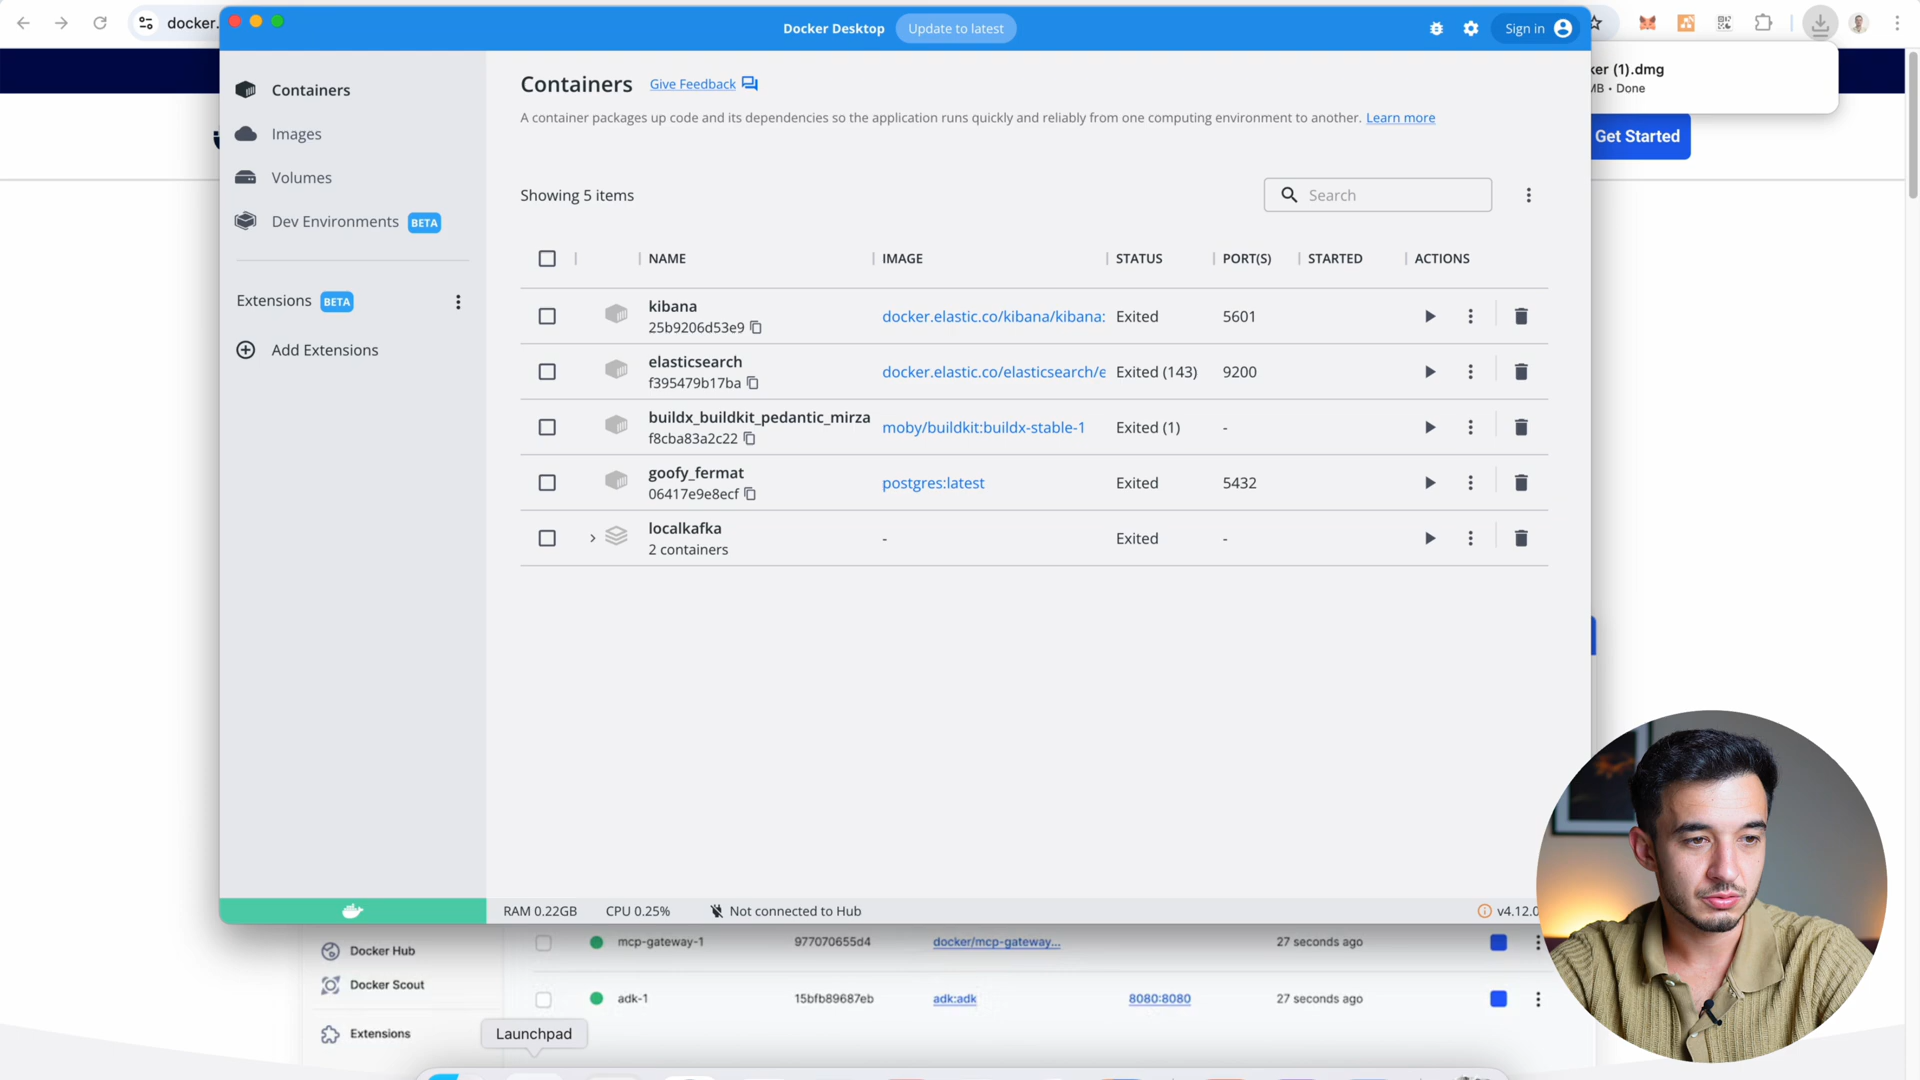 docker.
Docker Desktop
Update to latest
Sign in
ker (1).dmg
MB • Done
Get Started
Containers
Images
Volumes
Dev Environments BETA
Extensions BETA
Add Extensions
Containers Give Feedback
A container packages up code and its dependencies so the application runs quickly and reliably from one computing environment to another. Learn more
Showing 5 items
Search
NAME IMAGE STATUS PORT(S) STARTED ACTIONS
kibana
25b9206d53e9
docker.elastic.co/kibana/kibana: Exited 5601
elasticsearch
f395479b17ba
docker.elastic.co/elasticsearch/e Exited (143) 9200
buildx_buildkit_pedantic_mirza
f8cba83a2c22
moby/buildkit:buildx-stable-1 Exited (1) -
goofy_fermat
06417e9e8ecf
postgres:latest Exited 5432
localkafka
2 containers
- Exited -
RAM 0.22GB CPU 0.25% Not connected to Hub
v4.12.0
Docker Hub
Docker Scout
Extensions
mcp-gateway-1 977070655d4 docker/mcp-gateway... 27 seconds ago
adk-1 15bfb89687eb adk:adk 8080:8080 27 seconds ago
Launchpad